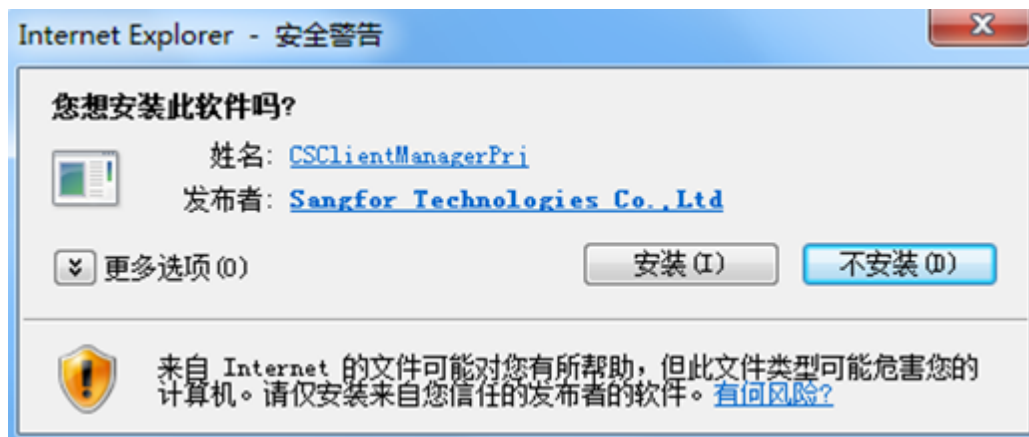 Internet Explorer - 安全警告
您想安装此软件吗?
姓名: CSClientManagerPrj
发布者: Sangfor Technologies Co.,Ltd
更多选项(O)
安装(I)
不安装(D)
来自 Internet 的文件可能对您有所帮助，但此文件类型可能危害您的
计算机。请仅安装来自您信任的发布者的软件。有何风险?